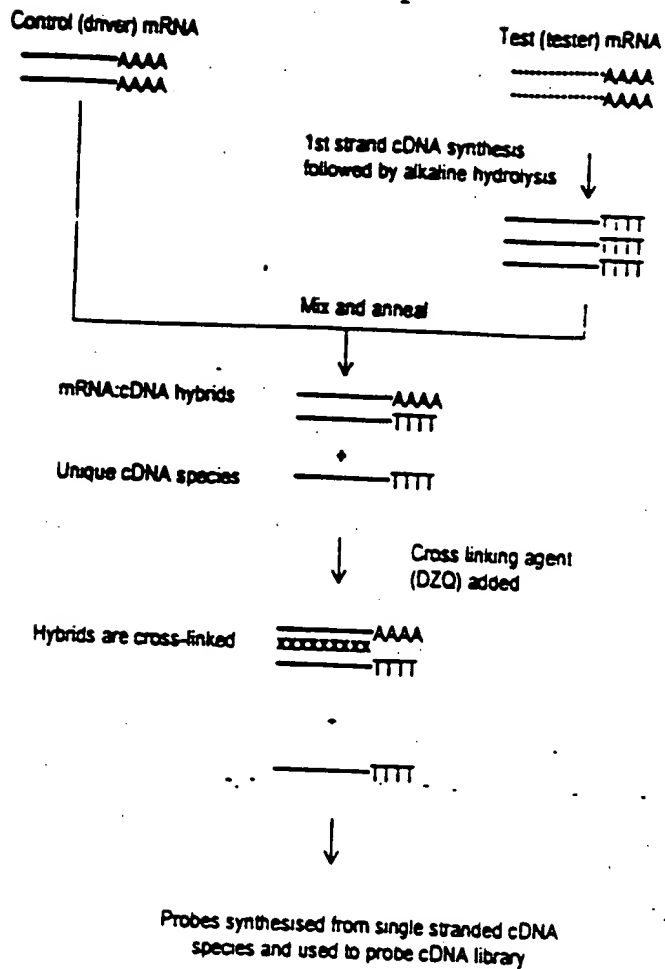 Control (driver) mRNA
AAAA
AAAA
Test (tester) mRNA
AAAA
AAAA
1st strand cDNA synthesis
followed by alkaline hydrolysis
TTTT
TTTT
TTTT
Mix and anneal
mRNA:cDNA hybrids
AAAA
TTTT
+
Unique cDNA species
TTTT
Cross linking agent
(DZQ) added
Hybrids are cross-linked
AAAA
xxxxxxxxx
TTTT
+
TTTT
Probes synthesised from single stranded cDNA
species and used to probe cDNA library